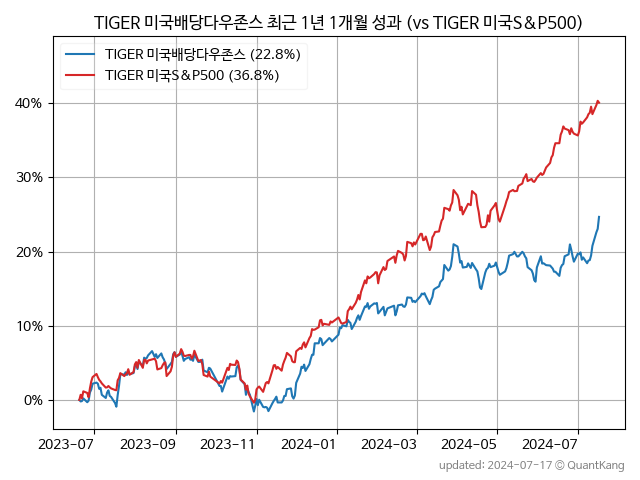 TIGER 미국배당다우존스 최근 1년 1개월 성과 (vs TIGER 미국S&P500)
TIGER 미국배당다우존스 (22.8%)
TIGER 미국S&P500 (36.8%)
40%
30%
20%
10%
0%
2023-07 2023-09 2023-11 2024-01 2024-03 2024-05 2024-07
updated: 2024-07-17 © QuantKang